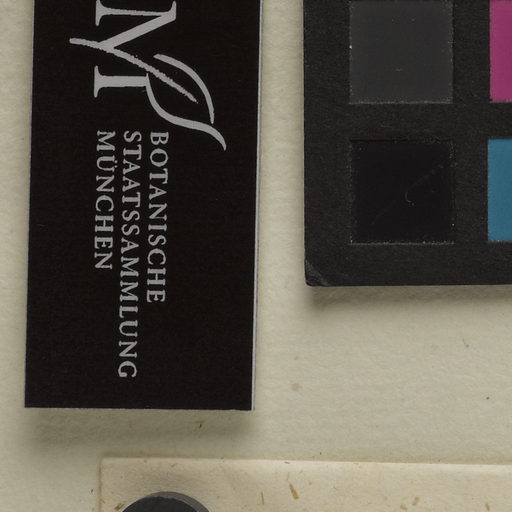 M
BOTANISCHE
STAATSSAMMLUNG
MÜNCHEN